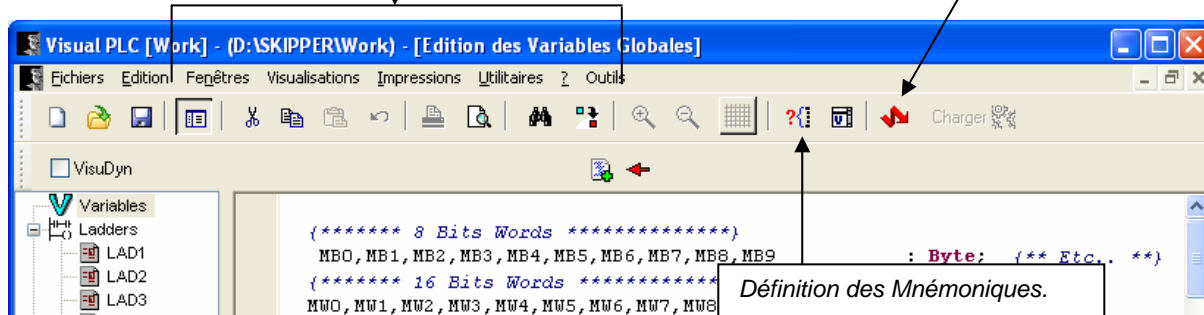 Visual PLC [Work] - (D:\SKIPPER\Work) - [Edition des Variables Globales]
Fichiers Edition Fenêtres Visualisations Impressions Utilitaires ? Outils
Charger
VisuDyn
Variables
Ladders
LAD1
LAD2
LAD3
{******* 8 Bits Words **************}
MB0,MB1,MB2,MB3,MB4,MB5,MB6,MB7,MB8,MB9 : Byte; {** Etc.. **}
{******* 16 Bits Words ************
MW0,MW1,MW2,MW3,MW4,MW5,MW6,MW7,MW8
Définition des Mnémoniques.